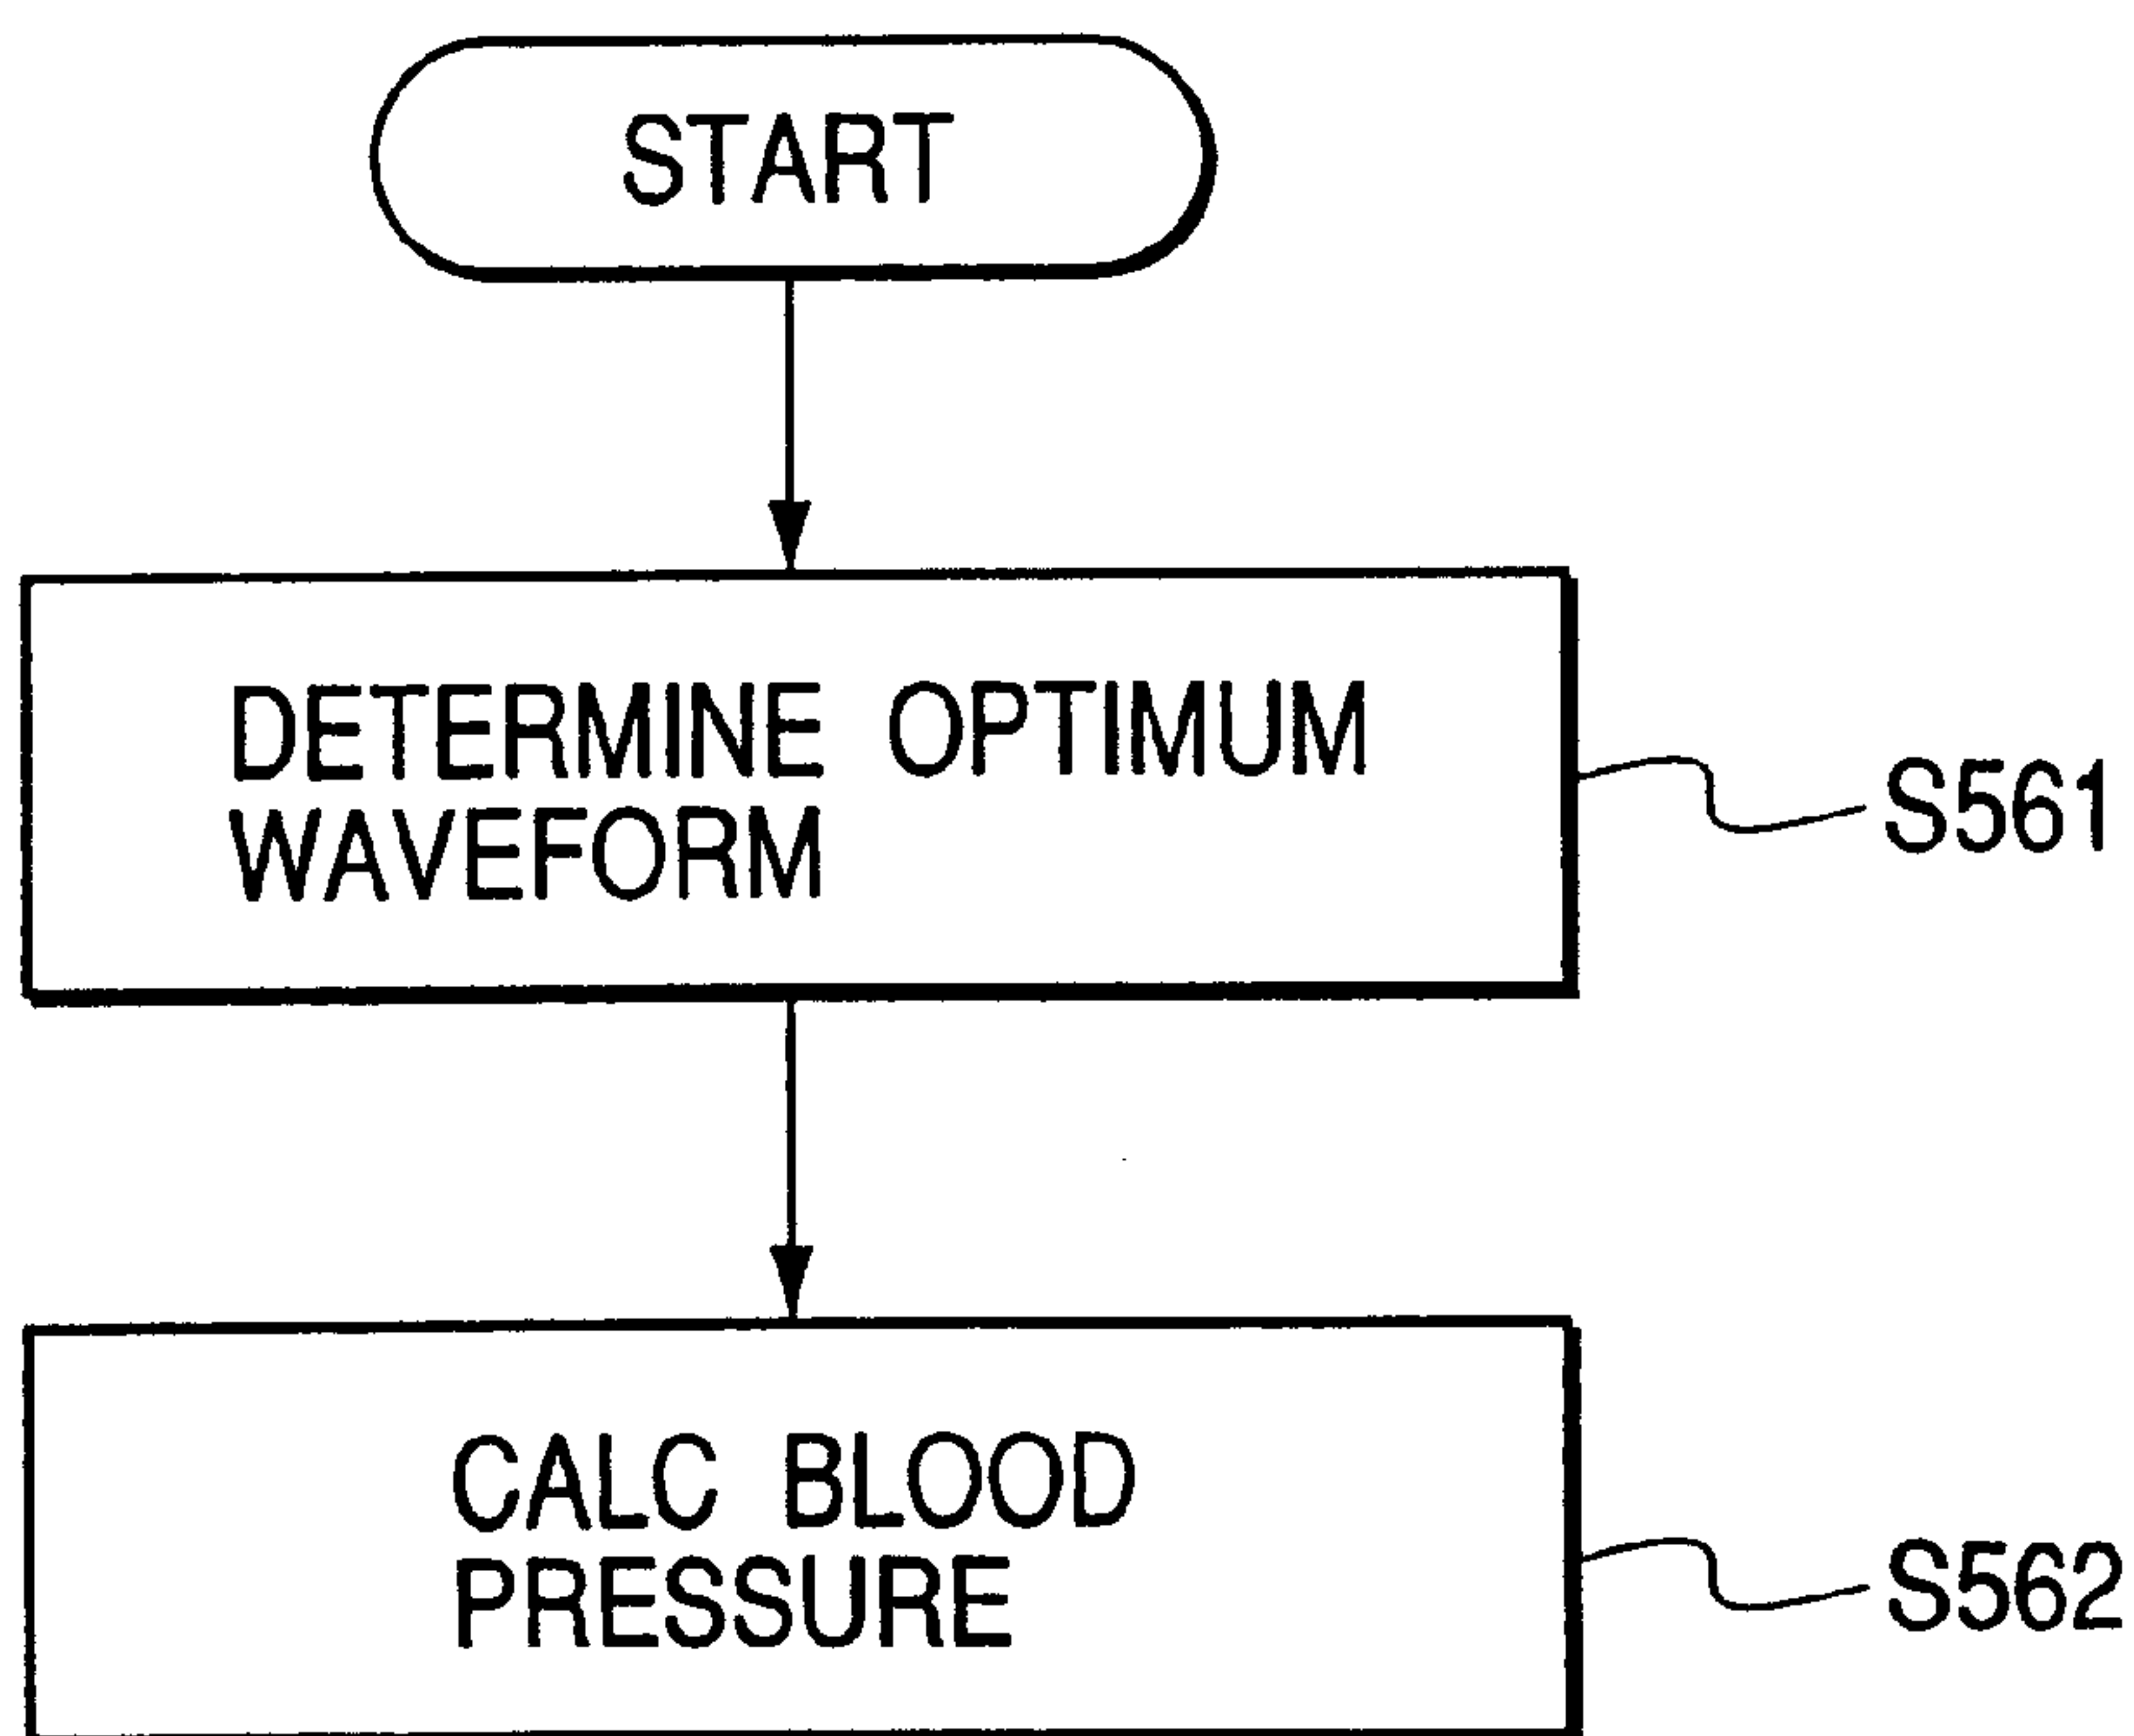 START
DETERMINE OPTIMUM
WAVEFORM
S561
CALC BLOOD
PRESSURE
S562